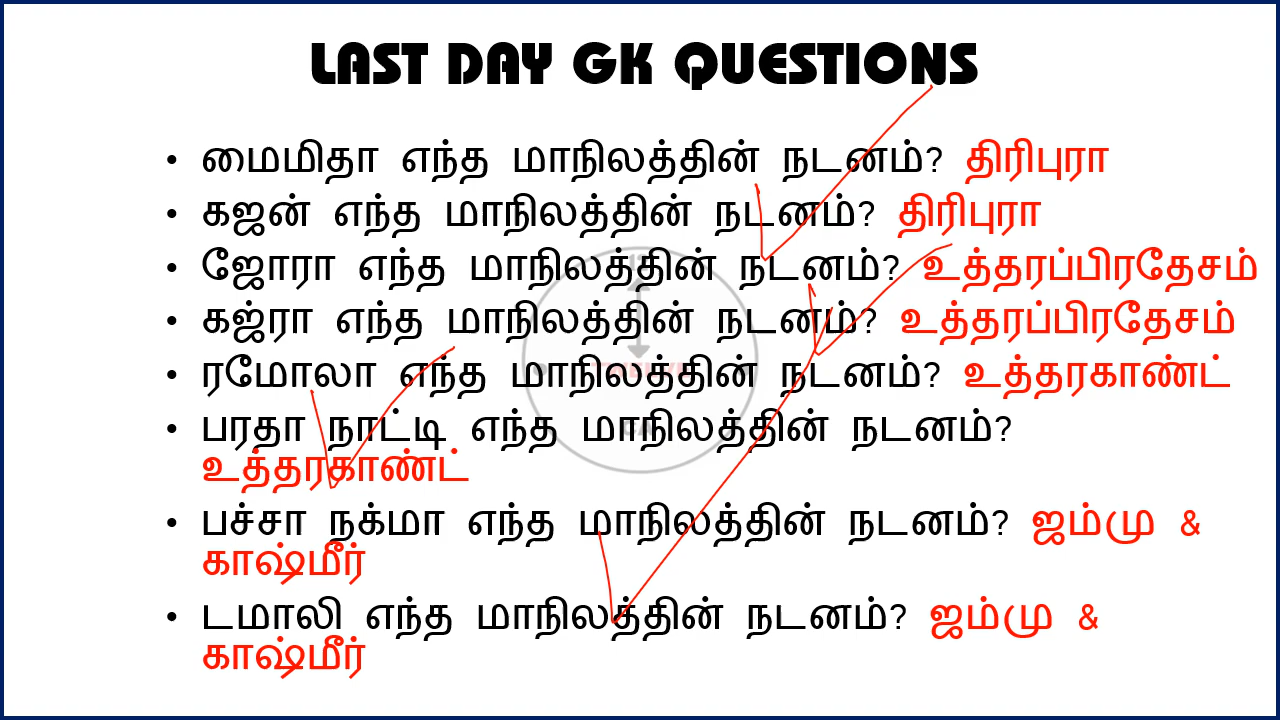 LAST DAY GK QUESTIONS
• மைமிதா எந்த மாநிலத்தின் நடனம்? திரிபுரா
• கஜன் எந்த மாநிலத்தின் நடனம்? திரிபுரா
• ஜோரா எந்த மாநிலத்தின் நடனம்? உத்தரப்பிரதேசம்
• கஜ்ரா எந்த மாநிலத்தின் நடனம்? உத்தரப்பிரதேசம்
• ரமோலா எந்த மாநிலத்தின் நடனம்? உத்தரகாண்ட்
• பரதா நாட்டி எந்த மாநிலத்தின் நடனம்?
உத்தரகாண்ட்
• பச்சா நக்மா எந்த மாநிலத்தின் நடனம்? ஜம்மு &
காஷ்மீர்
• டமாலி எந்த மாநிலத்தின் நடனம்? ஜம்மு &
காஷ்மீர்